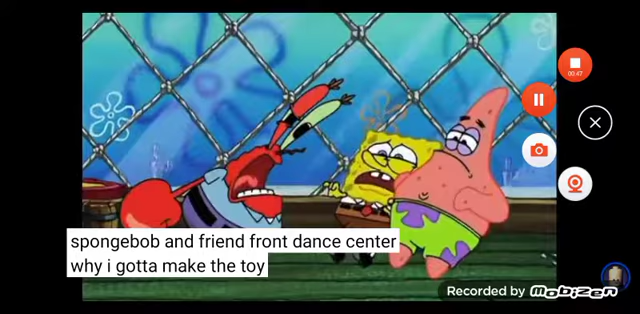 00:47
spongebob and friend front dance center
why i gotta make the toy
Recorded by Mobizen